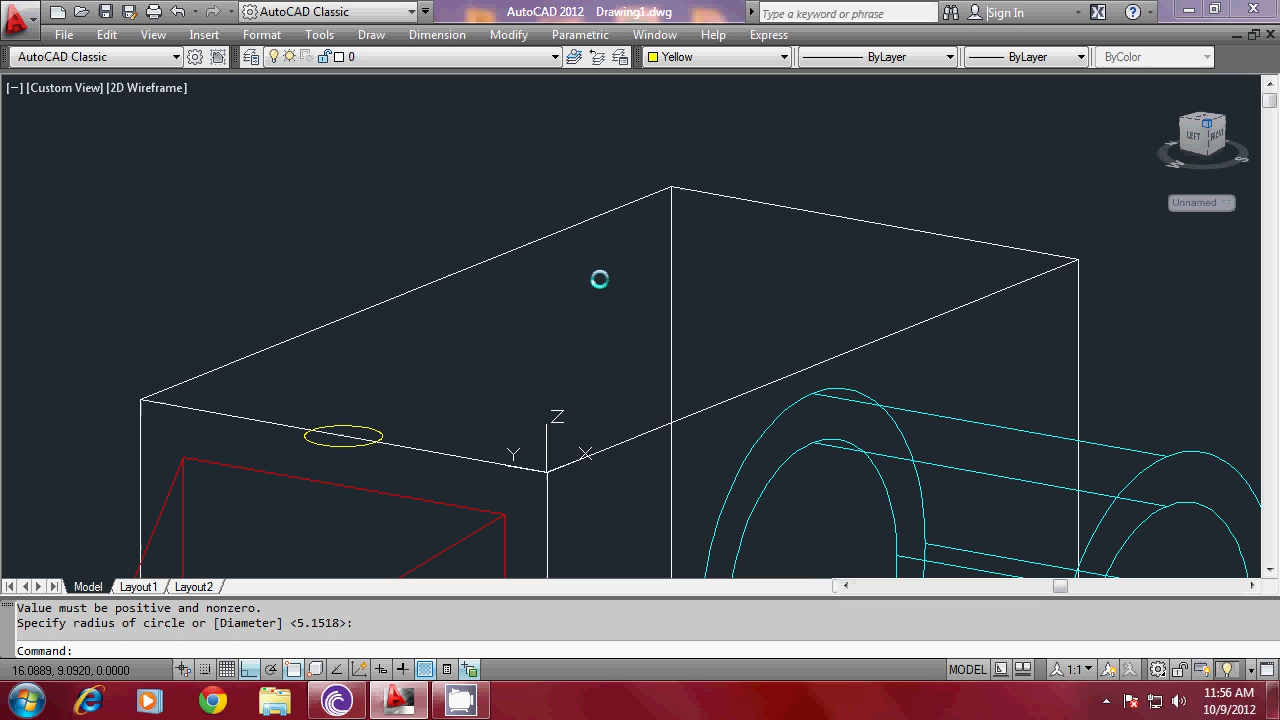 AutoCAD Classic
AutoCAD 2012 Drawing1.dwg
Type a keyword or phrase
Sign In
File Edit View Insert Format Tools Draw Dimension Modify Parametric Window Help Express
AutoCAD Classic
0
Yellow
ByLayer
ByLayer
ByColor
[−] [Custom View] [2D Wireframe]
LEFT FRONT
W S
Unnamed
Z
Y X
Model Layout1 Layout2
Value must be positive and nonzero.
Specify radius of circle or [Diameter] <5.1518>:
Command:
16.0889, 9.0920, 0.0000
MODEL
1:1
11:56 AM
10/9/2012